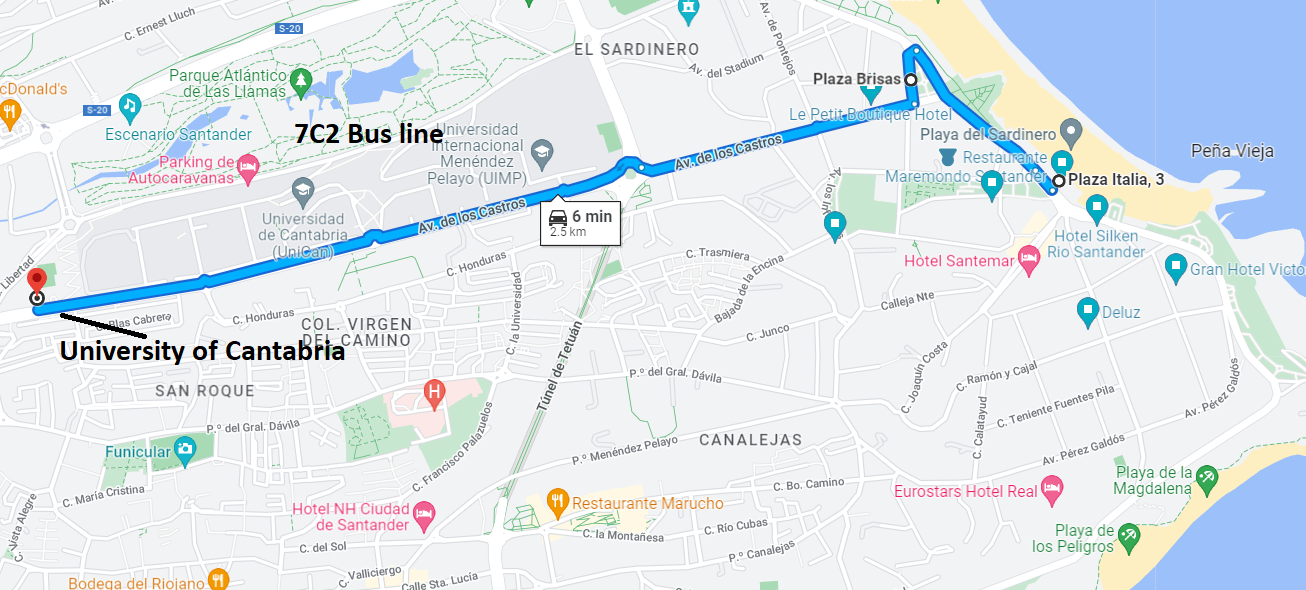 C. Ernest Lluch
S-20
EL SARDINERO
Av. de Pontejos
Parque Atlántico
de Las Llamas
Av. del Stadium
Plaza Brisas
cDonald's
S-20
Escenario Santander
7C2 Bus line
Universidad
Internacional
Menéndez
Pelayo (UIMP)
Le Petit Boutique Hotel
Playa del Sardinero
Av. de los Castros
Restaurante
Maremondo Santander
Peña Vieja
Parking de
Autocaravanas
Plaza Italia, 3
Universidad
de Cantabria
(UniCan)
Av. de los Castros
6 min
2.5 km
Hotel Silken
Rio Santander
Libertad
C. Honduras
C. Trasmiera
Bajada de la Encina
Hotel Santemar
Gran Hotel Victo
Calleja Nte
Deluz
C. Blas Cabrera
C. Honduras
COL. VIRGEN
DEL CAMINO
C. la Universidad
C. Junco
University of Cantabria
Túnel de Tetuán
C. Joaquín Costa
C. Ramón y Cajal
SAN ROQUE
H
P.º del Gral. Dávila
C. Teniente Fuentes Pila
Av. Pérez Galdós
C. Calatayud
P.º del Gral. Dávila
C. Francisco Palazuelos
P.º Menéndez Pelayo
CANALEJAS
Av. Pérez Galdós
Funicular
C. María Cristina
C. Bo. Camino
Eurostars Hotel Real
Playa de la
Magdalena
C. Vista Alegre
Hotel NH Ciudad
de Santander
Restaurante Marucho
C. Río Cubas
C. la Montañesa
Playa de
los Peligros
C. del Sol
P.º Canalejas
C. Valliciergo
Calle Sta. Lucía
Bodega del Riojano